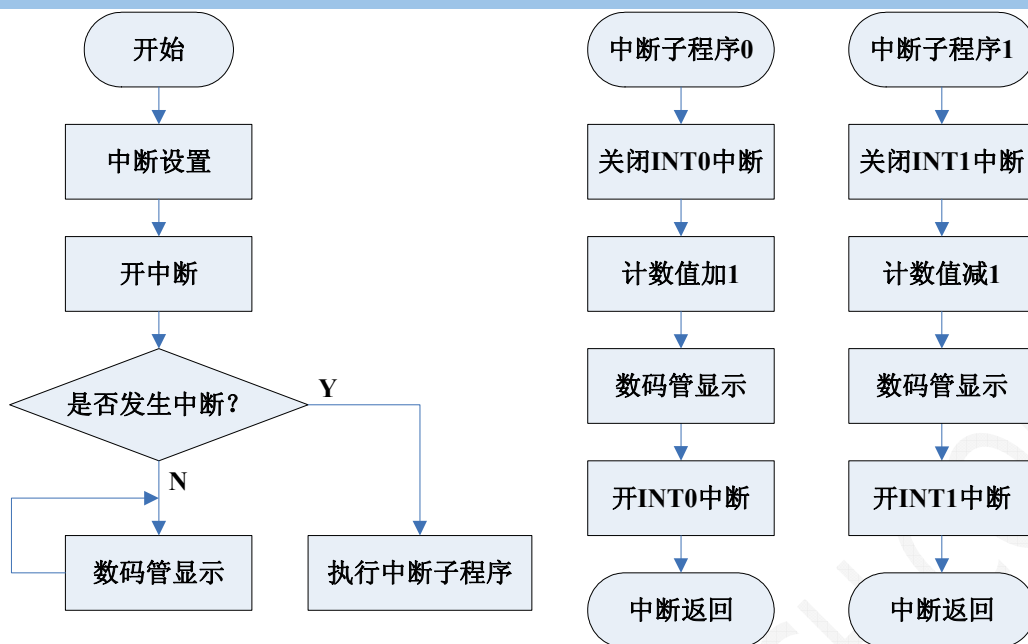 开始
中断设置
开中断
是否发生中断？
Y
N
数码管显示
执行中断子程序
中断子程序0
关闭INT0中断
计数值加1
数码管显示
开INT0中断
中断返回
中断子程序1
关闭INT1中断
计数值减1
数码管显示
开INT1中断
中断返回